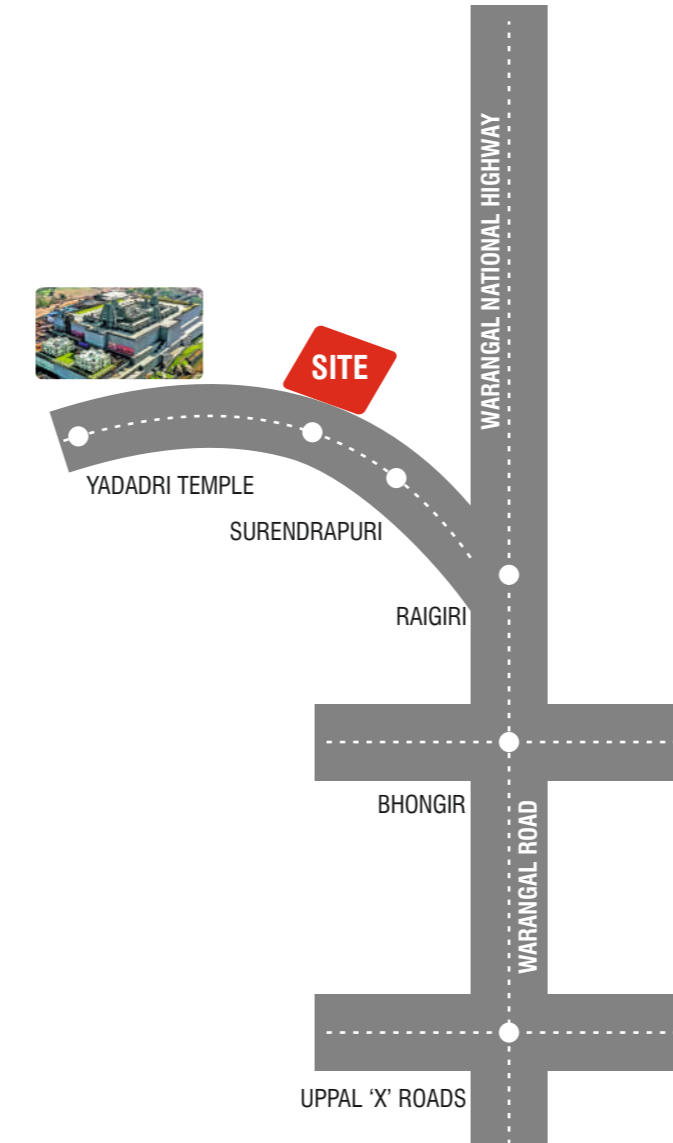 WARANGAL NATIONAL HIGHWAY
SITE
YADADRI TEMPLE
SURENDRAPURI
RAIGIRI
BHONGIR
WARANGAL ROAD
UPPAL ‘X’ ROADS